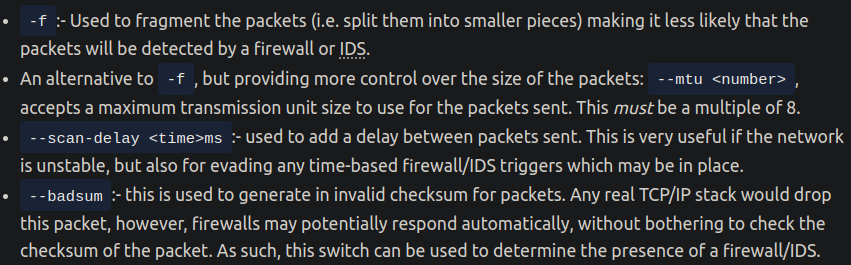 -f :- Used to fragment the packets (i.e. split them into smaller pieces) making it less likely that the
packets will be detected by a firewall or IDS.
An alternative to -f , but providing more control over the size of the packets: --mtu <number> ,
accepts a maximum transmission unit size to use for the packets sent. This must be a multiple of 8.
--scan-delay <time>ms :- used to add a delay between packets sent. This is very useful if the network
is unstable, but also for evading any time-based firewall/IDS triggers which may be in place.
--badsum :- this is used to generate in invalid checksum for packets. Any real TCP/IP stack would drop
this packet, however, firewalls may potentially respond automatically, without bothering to check the
checksum of the packet. As such, this switch can be used to determine the presence of a firewall/IDS.